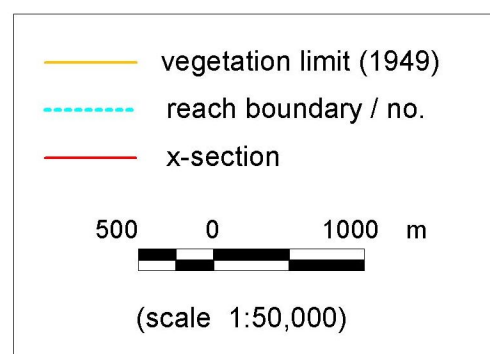 vegetation limit (1949)
reach boundary / no.
x-section
500 0 1000 m
(scale 1:50,000)